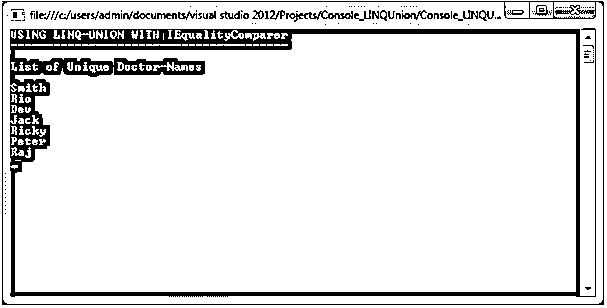 file:///c:/users/admin/documents/visual studio 2012/Projects/Console_LINQUnion/Console_LINQU...
USING LINQ-UNION WITH IEqualityComparer
List of Unique Doctor-Names
Smith
Rio
Dev
Jack
Ricky
Peter
Raj